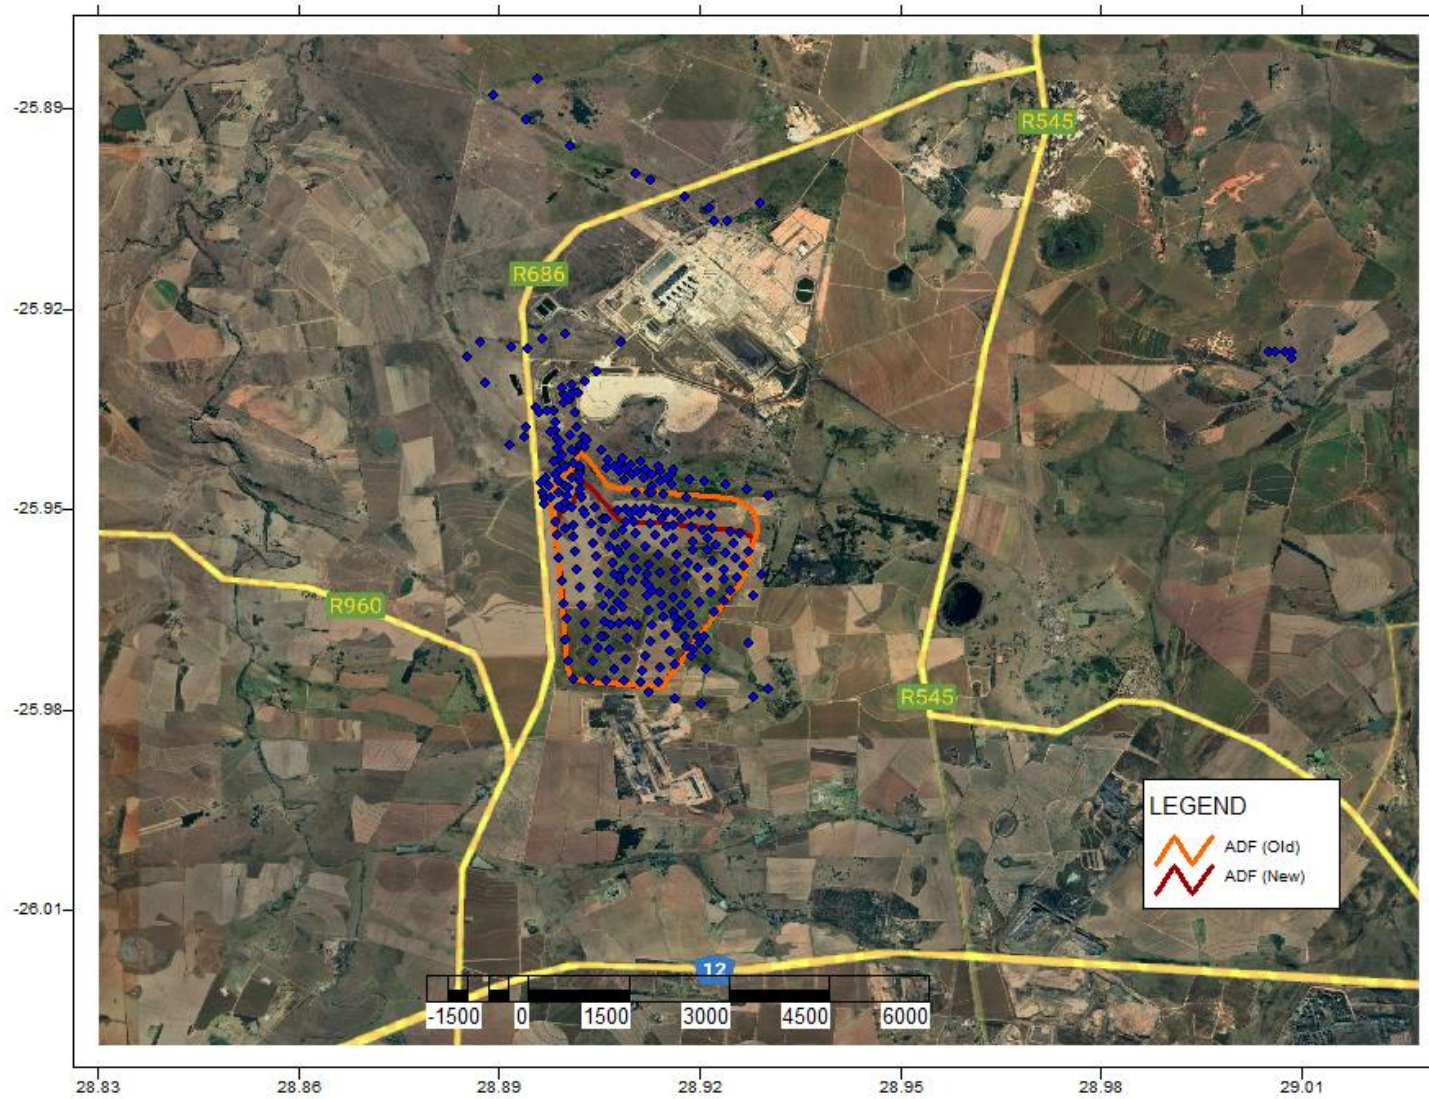 -25.89
R545
R686
-25.92
-25.95
R960
-25.98
R545
LEGEND
ADF (Old)
ADF (New)
-26.01
12
-1500 0 1500 3000 4500 6000
28.83 28.86 28.89 28.92 28.95 28.98 29.01